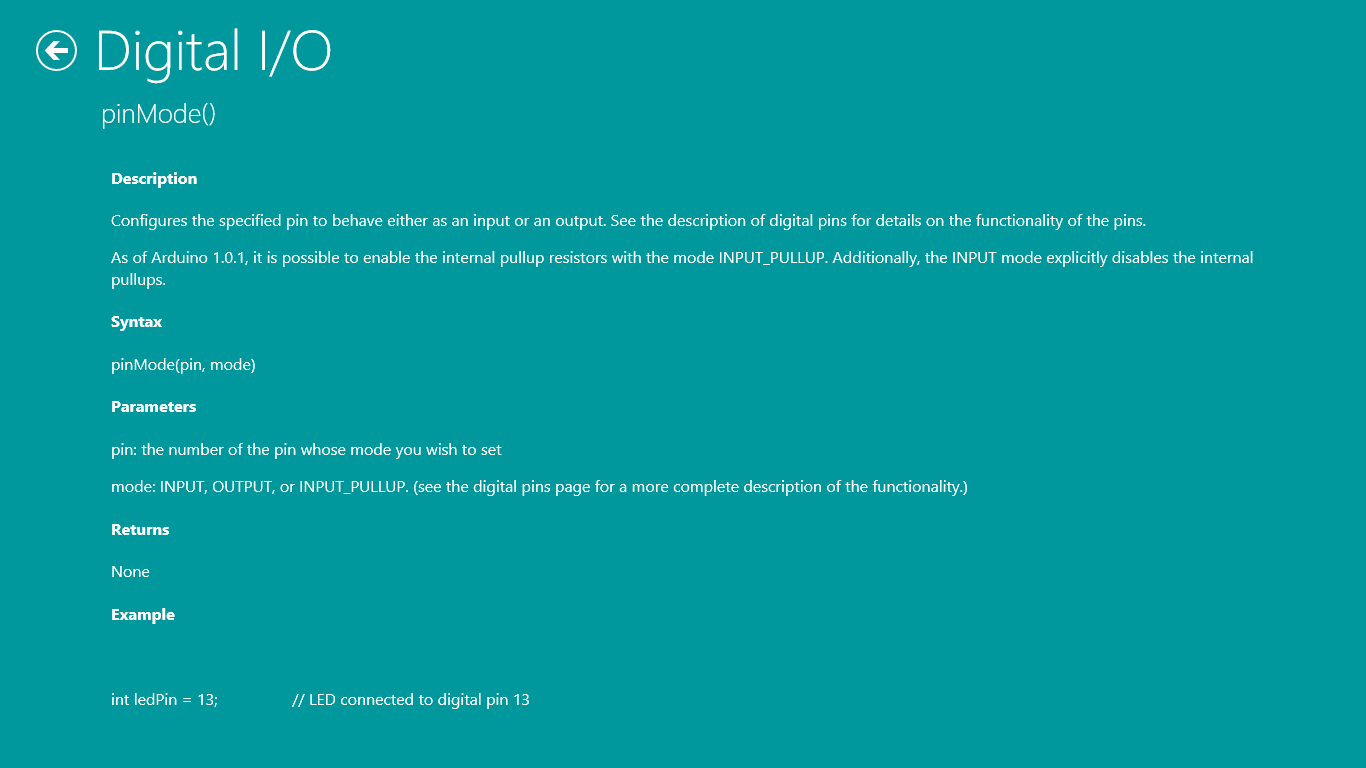 Digital I/O
pinMode()
Description
Configures the specified pin to behave either as an input or an output. See the description of digital pins for details on the functionality of the pins.
As of Arduino 1.0.1, it is possible to enable the internal pullup resistors with the mode INPUT_PULLUP. Additionally, the INPUT mode explicitly disables the internal
pullups.
Syntax
pinMode(pin, mode)
Parameters
pin: the number of the pin whose mode you wish to set
mode: INPUT, OUTPUT, or INPUT_PULLUP. (see the digital pins page for a more complete description of the functionality.)
Returns
None
Example
int ledPin = 13; // LED connected to digital pin 13